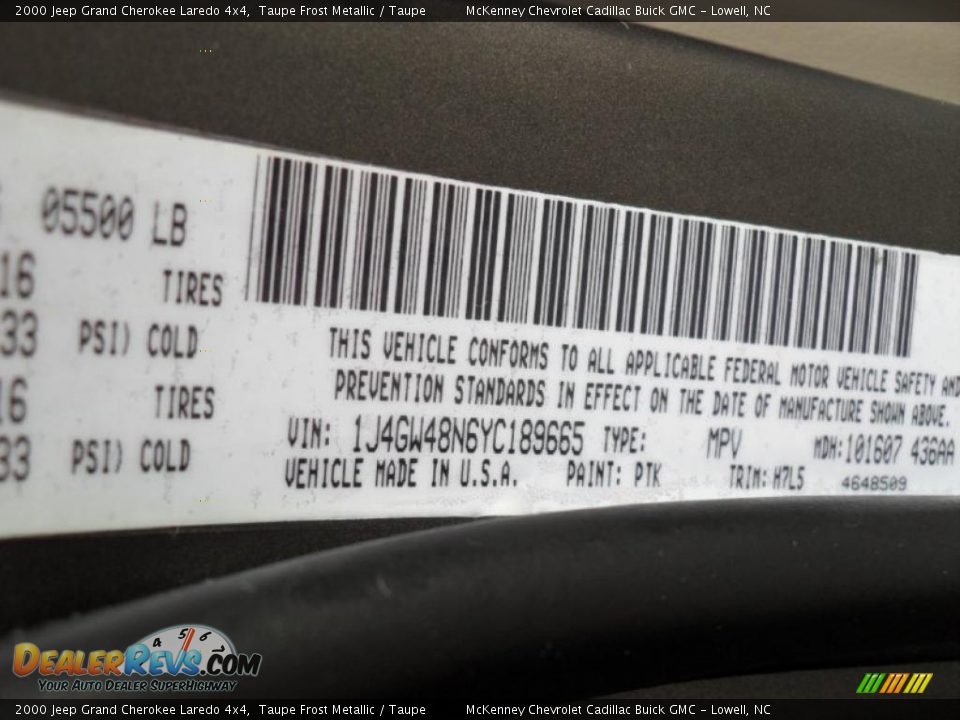 2000 Jeep Grand Cherokee Laredo 4x4, Taupe Frost Metallic / Taupe McKenney Chevrolet Cadillac Buick GMC - Lowell, NC
05500 LB
16 TIRES
33 PSI) COLD
16 TIRES
33 PSI) COLD
THIS VEHICLE CONFORMS TO ALL APPLICABLE FEDERAL MOTOR VEHICLE SAFETY AND
PREVENTION STANDARDS IN EFFECT ON THE DATE OF MANUFACTURE SHOWN ABOVE.
VIN: 1J4GW48N6YC189665 TYPE: MPV MDH: 101607 436AA
VEHICLE MADE IN U.S.A. PAINT: PTK TRIM: H7L5 4648509
4 5 6 7
DEALERREVS.COM
YOUR AUTO DEALER SUPERHIGHWAY
2000 Jeep Grand Cherokee Laredo 4x4, Taupe Frost Metallic / Taupe McKenney Chevrolet Cadillac Buick GMC - Lowell, NC